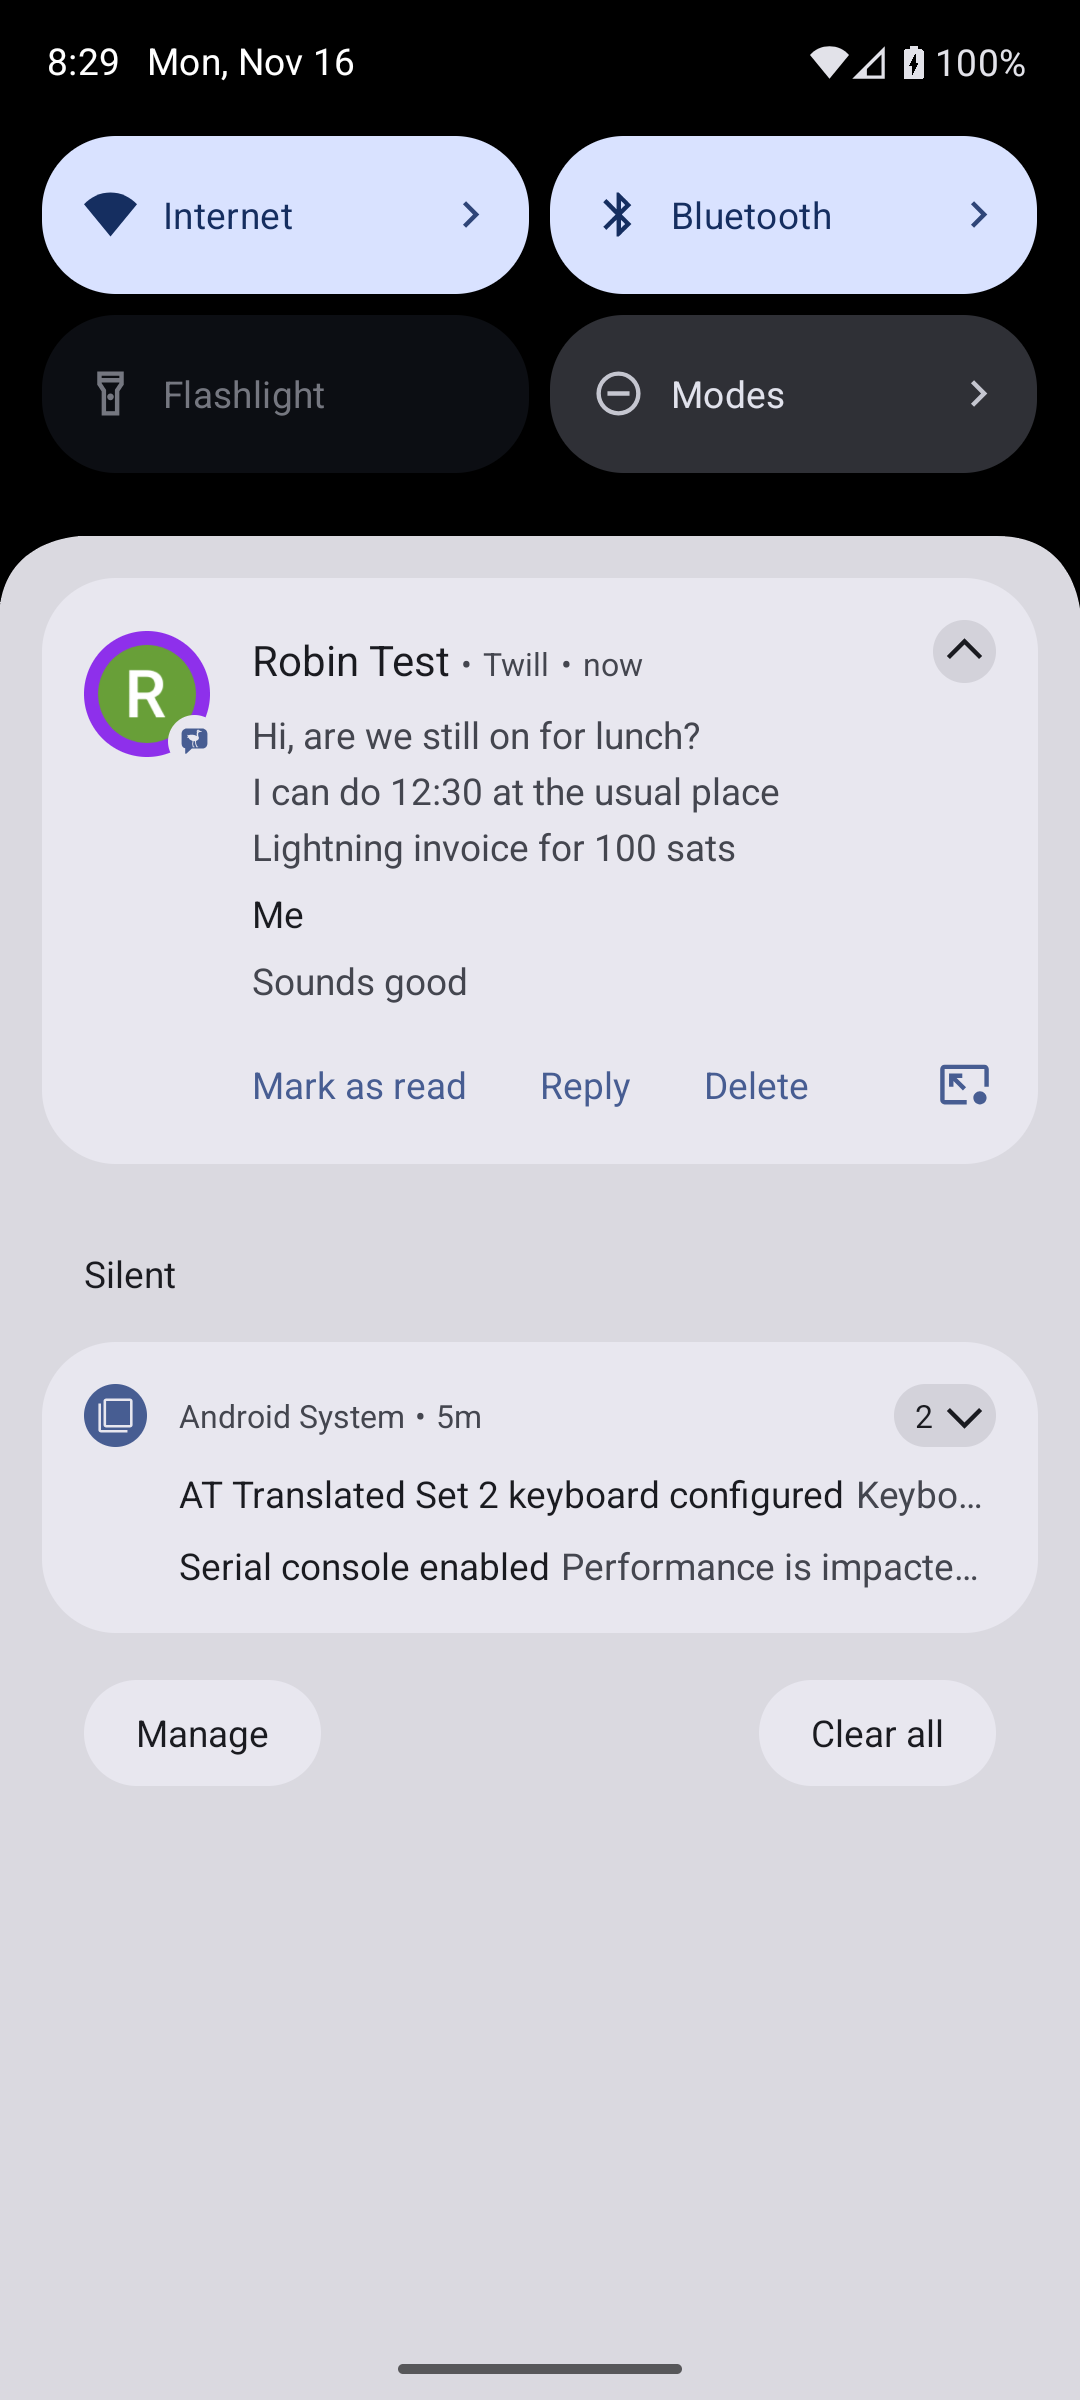 8:29 Mon, Nov 16 100%
Internet
Bluetooth
Flashlight
Modes
R
Robin Test • Twill • now
Hi, are we still on for lunch?
I can do 12:30 at the usual place
Lightning invoice for 100 sats
Me
Sounds good
Mark as read Reply Delete
Silent
Android System • 5m 2
AT Translated Set 2 keyboard configured Keybo…
Serial console enabled Performance is impacte…
Manage Clear all